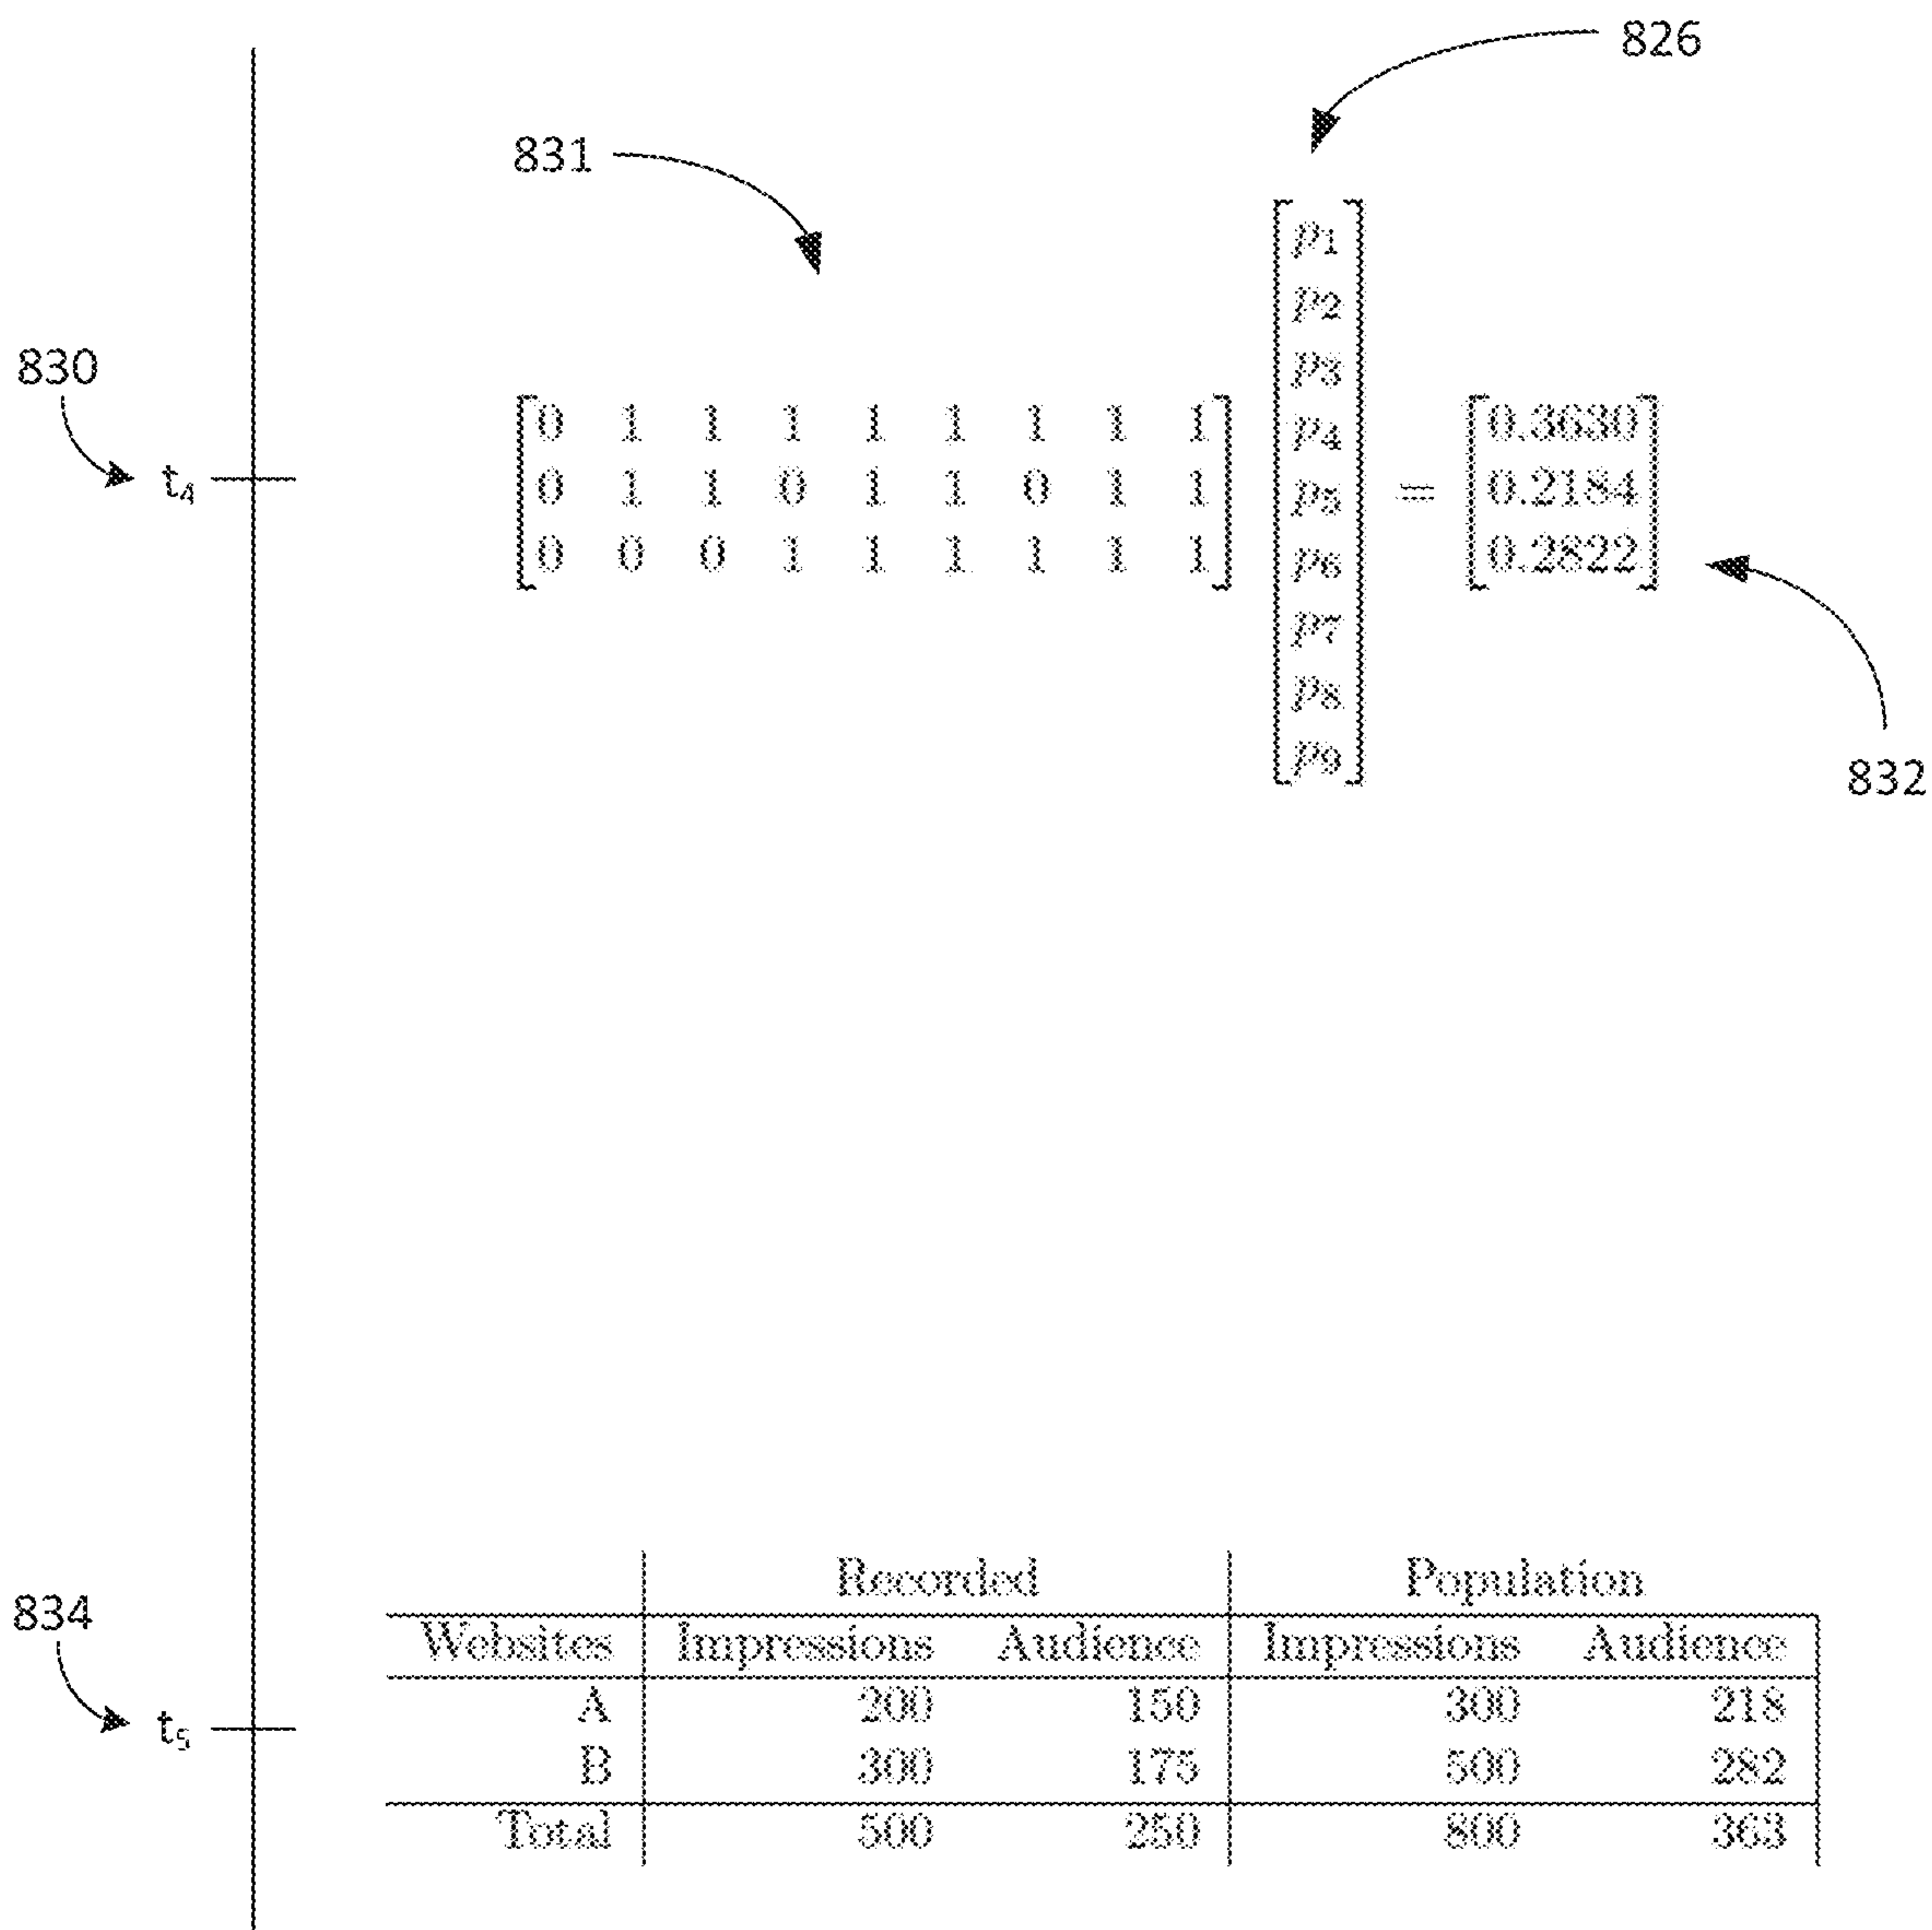 826
831
830
t₄
[0 1 1 1 1 1 1 1 1]
[0 1 1 0 1 1 0 1 1]
[0 0 0 1 1 1 1 1 1]
[p₁
p₂
p₃
p₄
p₅
p₆
p₇
p₈
p₉]
=
[0.3630
0.2184
0.2822]
832
834
t₅
Recorded Population
Websites Impressions Audience Impressions Audience
A 200 150 300 218
B 300 175 500 282
Total 500 250 800 363